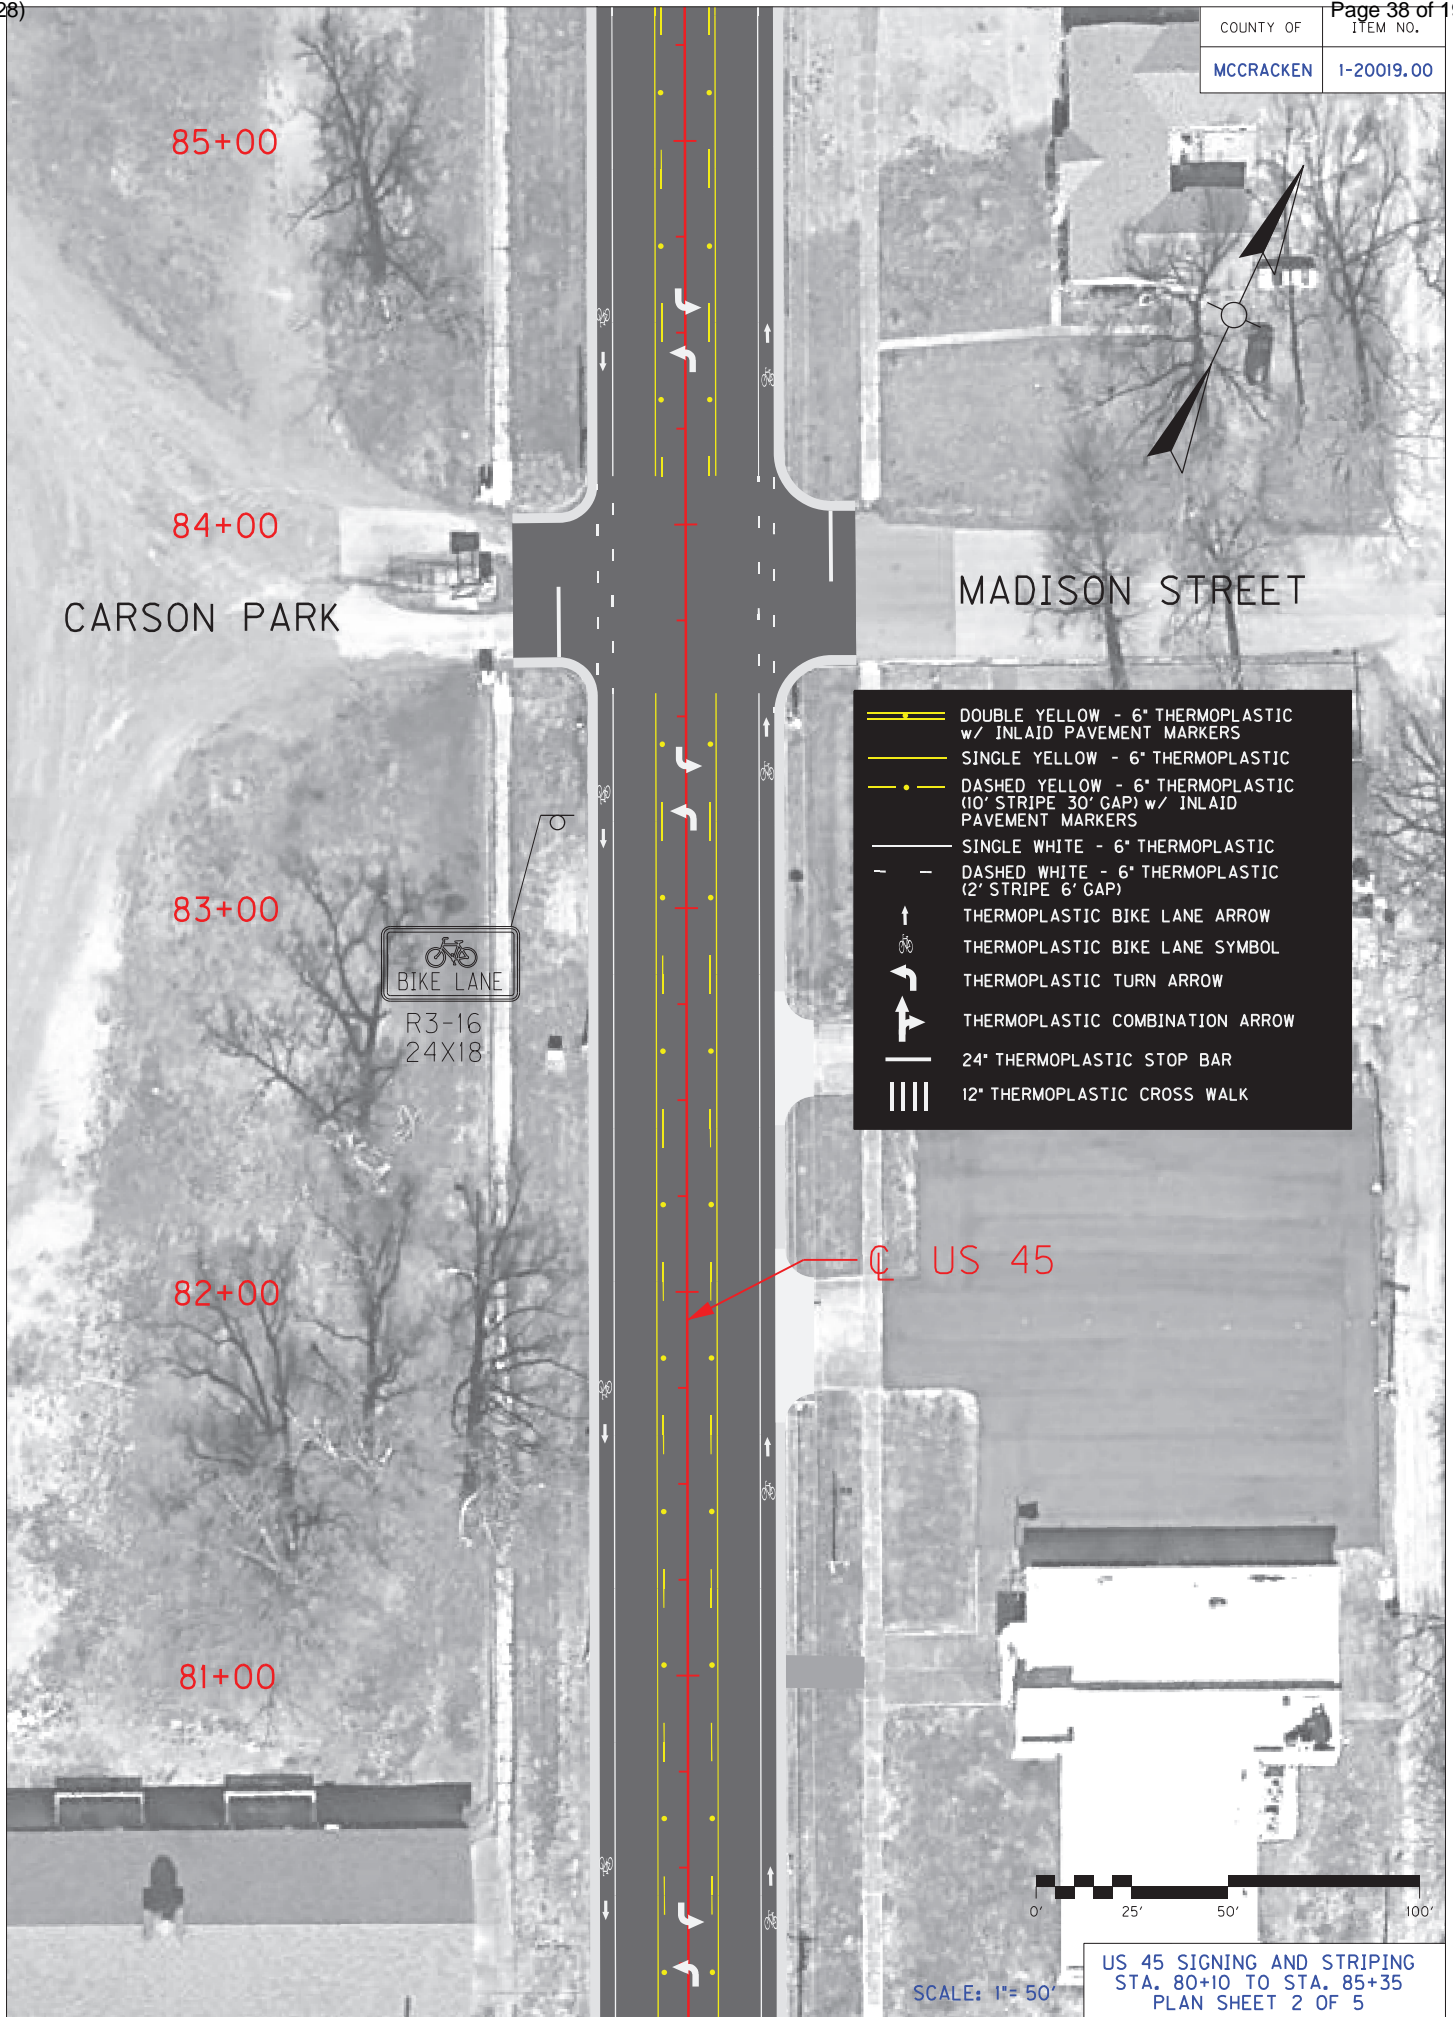 28)
Page 38 of 1
COUNTY OF
ITEM NO.
MCCRACKEN
1-20019.00
85+00
84+00
CARSON PARK
MADISON STREET
DOUBLE YELLOW - 6" THERMOPLASTIC
w/ INLAID PAVEMENT MARKERS
SINGLE YELLOW - 6" THERMOPLASTIC
DASHED YELLOW - 6" THERMOPLASTIC
(10' STRIPE 30' GAP) w/ INLAID
PAVEMENT MARKERS
SINGLE WHITE - 6" THERMOPLASTIC
DASHED WHITE - 6" THERMOPLASTIC
(2' STRIPE 6' GAP)
THERMOPLASTIC BIKE LANE ARROW
THERMOPLASTIC BIKE LANE SYMBOL
THERMOPLASTIC TURN ARROW
THERMOPLASTIC COMBINATION ARROW
24" THERMOPLASTIC STOP BAR
12" THERMOPLASTIC CROSS WALK
83+00
BIKE LANE
R3-16
24X18
℄ US 45
82+00
81+00
0'
25'
50'
100'
SCALE: 1"= 50'
US 45 SIGNING AND STRIPING
STA. 80+10 TO STA. 85+35
PLAN SHEET 2 OF 5